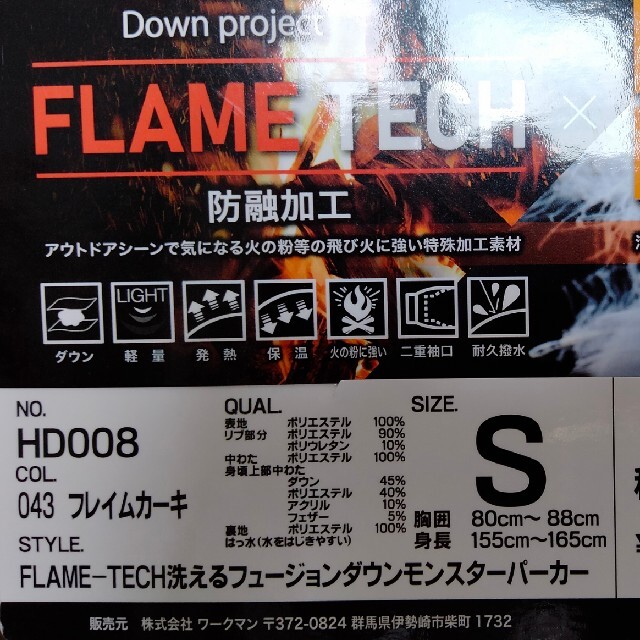 Down project
FLAME TECH ×
防融加工
アウトドアシーンで気になる火の粉等の飛び火に強い特殊加工素材
LIGHT
ダウン 軽量 発熱 保温 火の粉に強い 二重袖口 耐久撥水
NO.
HD008
COL.
043 フレイムカーキ
STYLE.
FLAME-TECH洗えるフュージョンダウンモンスターパーカー
QUAL.
表地 ポリエステル 100%
リブ部分 ポリエステル 90%
ポリウレタン 10%
中わた ポリエステル 100%
身頃上部中わた
ダウン 45%
ポリエステル 40%
アクリル 10%
フェザー 5%
裏地 ポリエステル 100%
はっ水(水をはじきやすい)
SIZE.
S
胸囲 80cm~ 88cm
身長 155cm~165cm
販売元 株式会社 ワークマン 〒372-0824 群馬県伊勢崎市柴町 1732